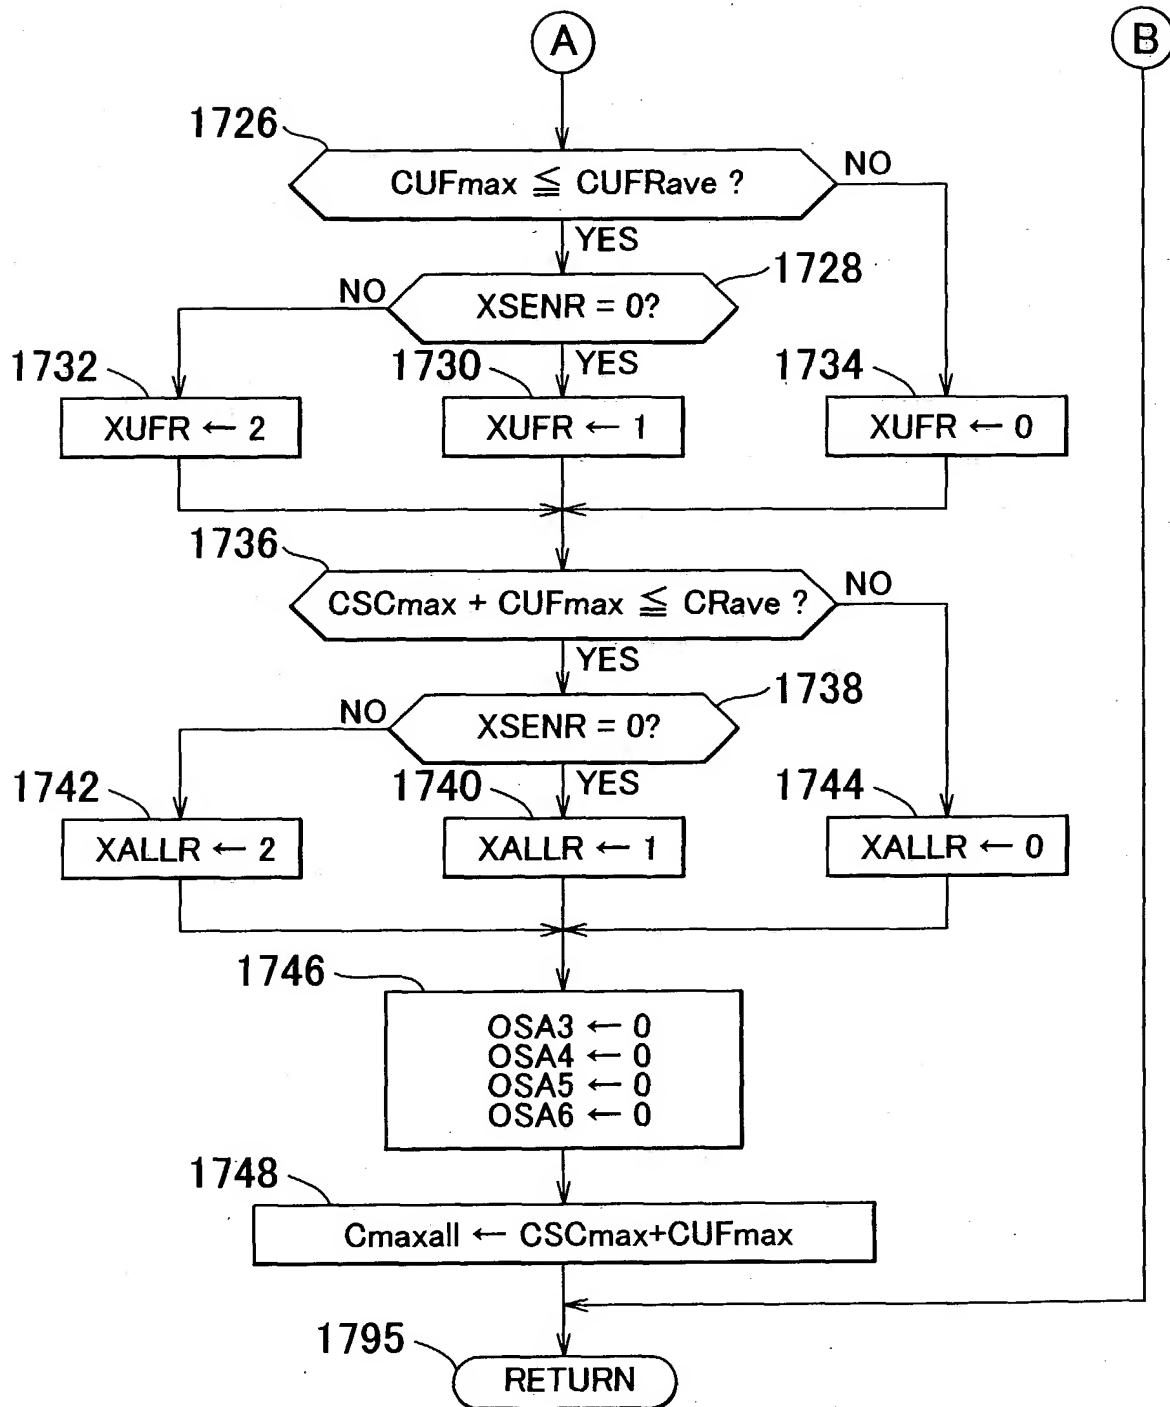 A
B
1726
CUFmax ≦ CUFRave ?
NO
YES
1728
NO
XSENR = 0?
YES
1732
1730
1734
XUFR ← 2
XUFR ← 1
XUFR ← 0
1736
CSCmax + CUFmax ≦ CRave ?
NO
YES
1738
NO
XSENR = 0?
YES
1742
1740
1744
XALLR ← 2
XALLR ← 1
XALLR ← 0
1746
OSA3 ← 0
OSA4 ← 0
OSA5 ← 0
OSA6 ← 0
1748
Cmaxall ← CSCmax+CUFmax
1795
RETURN